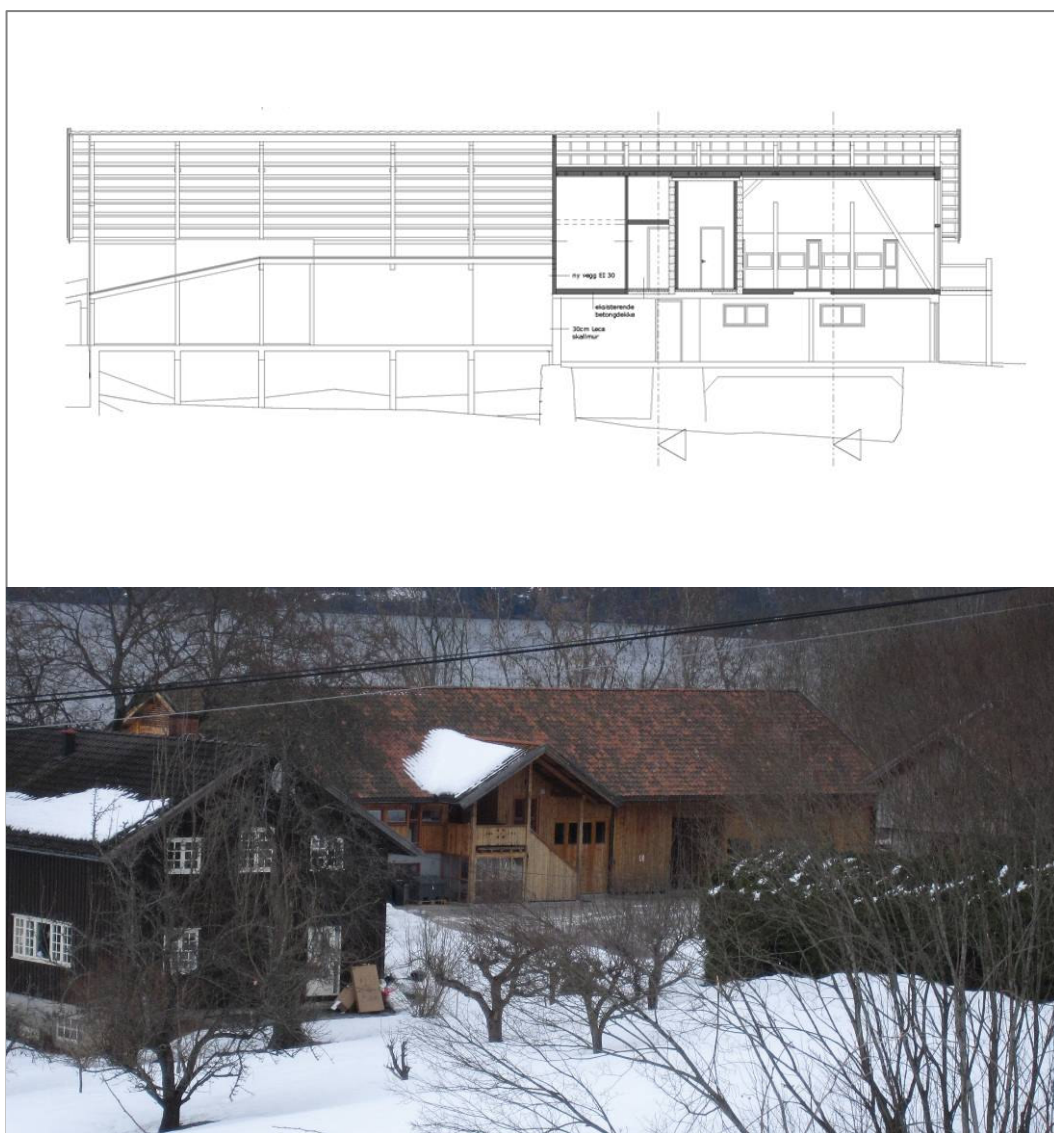 ny vegg EI 30
eksisterende
betongdekke
30cm Leca
skallmur